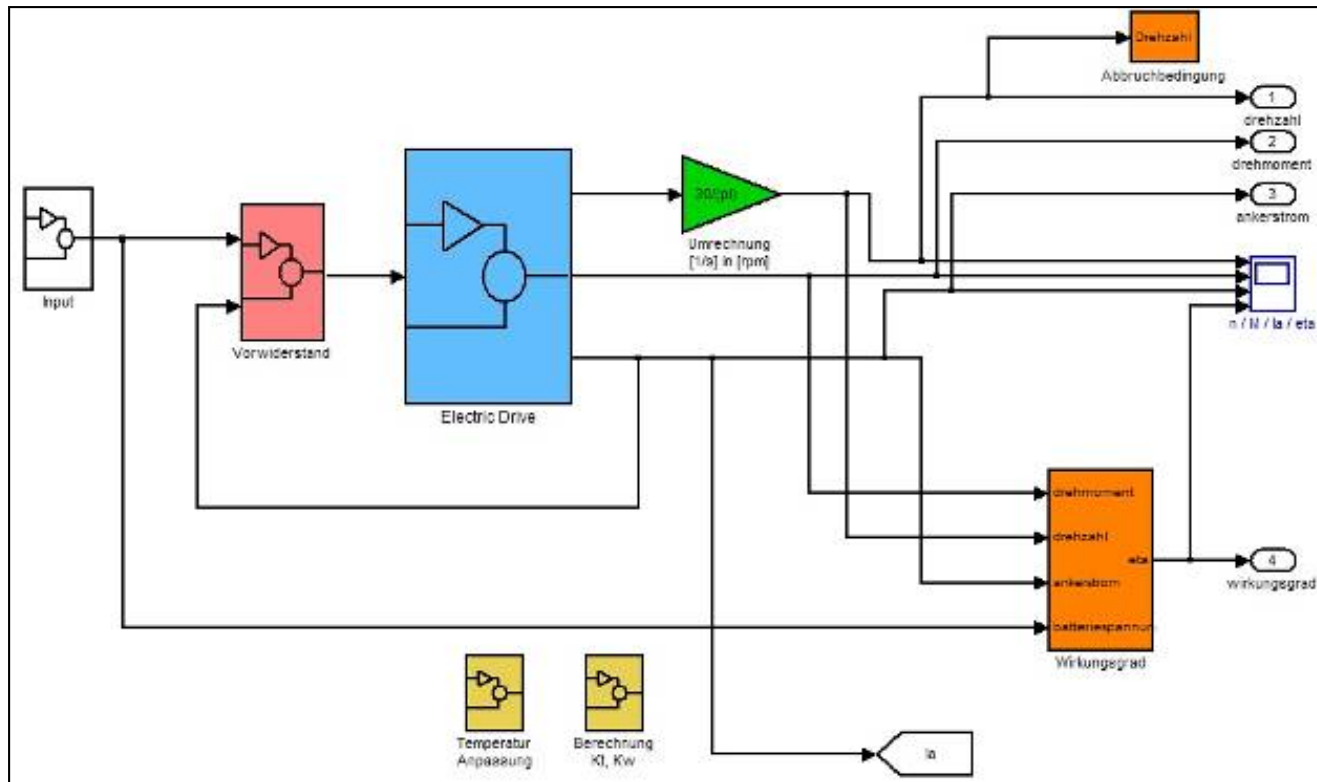 Drehzahl
Abbruchbedingung
1
drehzahl
2
drehmoment
3
ankerstrom
30/(pi)
Umrechnung
[1/s] in [rpm]
Input
Vorwiderstand
Electric Drive
n / M / Ia / eta
drehmoment
drehzahl
eta
ankerstrom
batteriespannun
Wirkungsgrad
4
wirkungsgrad
Temperatur
Anpassung
Berechnung
Kt, Kw
Ia